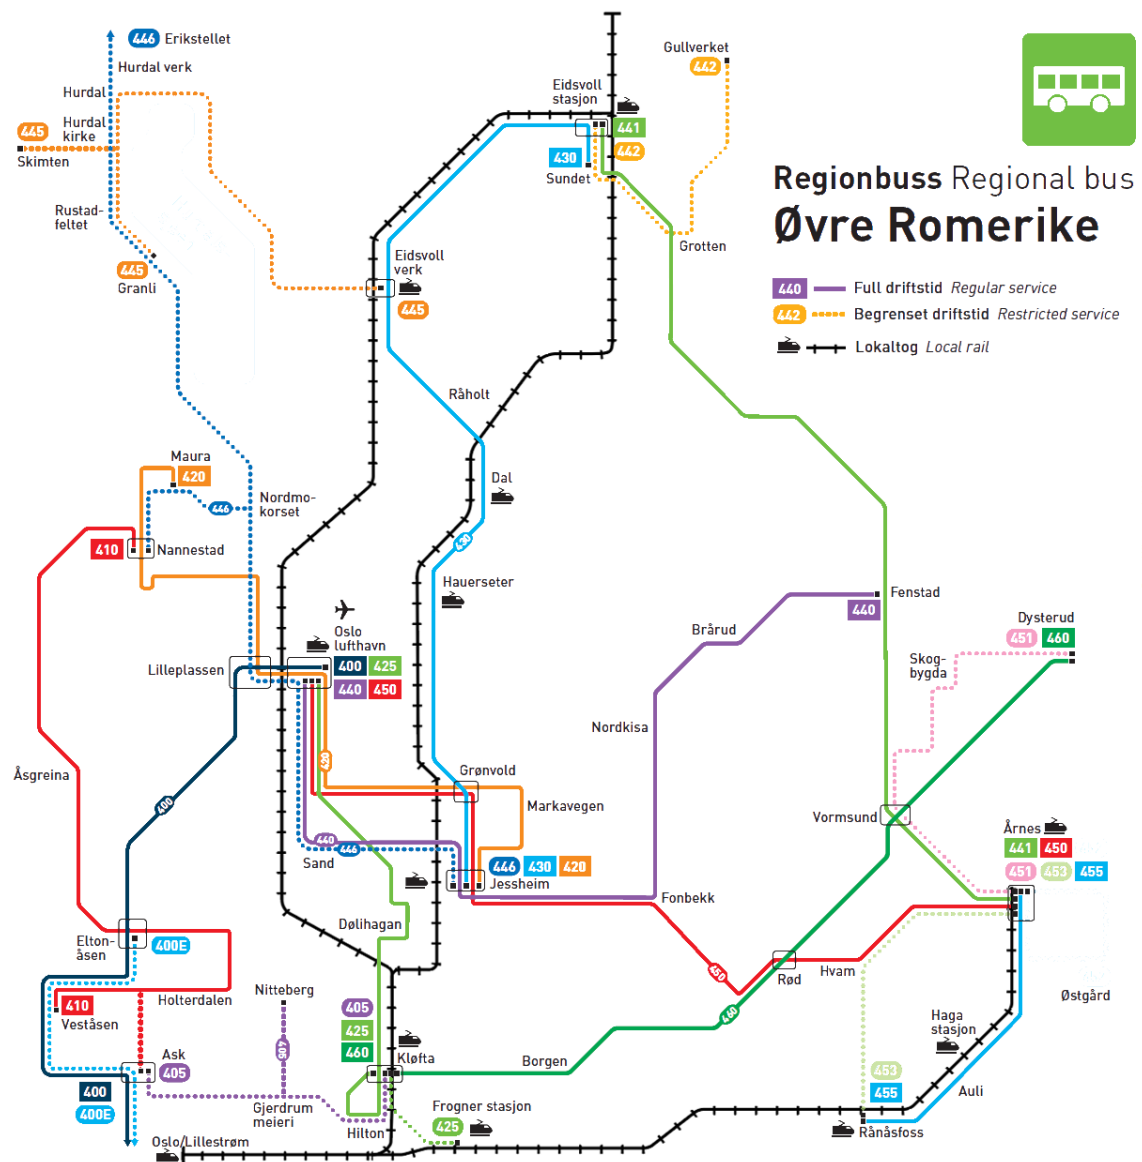 446 Erikstellet
Hurdal verk
Hurdal
Hurdal
kirke
445
Skimten
Rustad-
feltet
445
Granli
Gullverket
442
Eidsvoll
stasjon
441
442
430
Sundet
Grotten
Eidsvoll
verk
445
Regionbuss Regional bus
Øvre Romerike
440 Full driftstid Regular service
442 Begrenset driftstid Restricted service
Lokaltog Local rail
Råholt
Maura
420
446
Nordmo-
korset
Dal
410
Nannestad
430
Hauerseter
Oslo
lufthavn
Lilleplassen
400 425
440 450
Fenstad
440
Brårud
Dysterud
451 460
Skog-
bygda
Nordkisa
Åsgreina
400
420
Grønvold
Markavegen
Vormsund
440
446
Sand
446 430 420
Jessheim
Årnes
441 450
451 453 455
Fonbekk
Dølihagan
Elton-
åsen
400E
450
Rød
Hvam
Holterdalen
Nitteberg
410
Veståsen
405
425
460
Kløfta
460
Østgård
Haga
stasjon
Ask
405
405
Borgen
400
400E
Gjerdrum
meieri
Hilton
Frogner stasjon
425
453
455
Auli
Rånåsfoss
Oslo/Lillestrøm